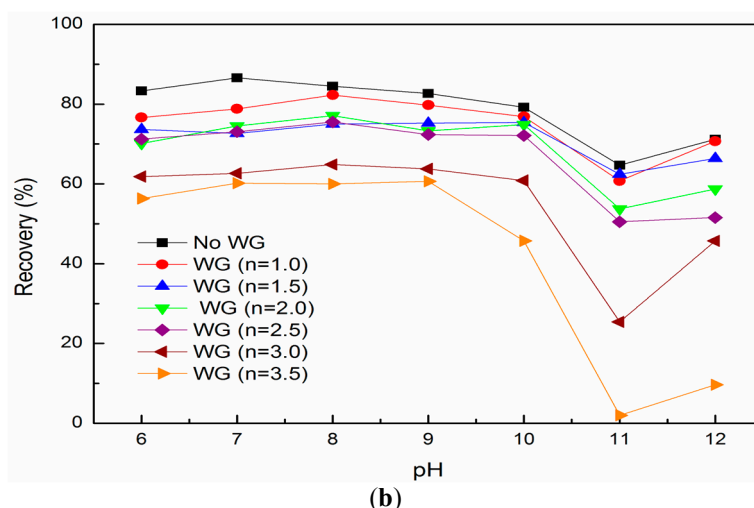 100
80
60
40
20
0
Recovery (%)
No WG
WG (n=1.0)
WG (n=1.5)
WG (n=2.0)
WG (n=2.5)
WG (n=3.0)
WG (n=3.5)
6 7 8 9 10 11 12
pH
(b)